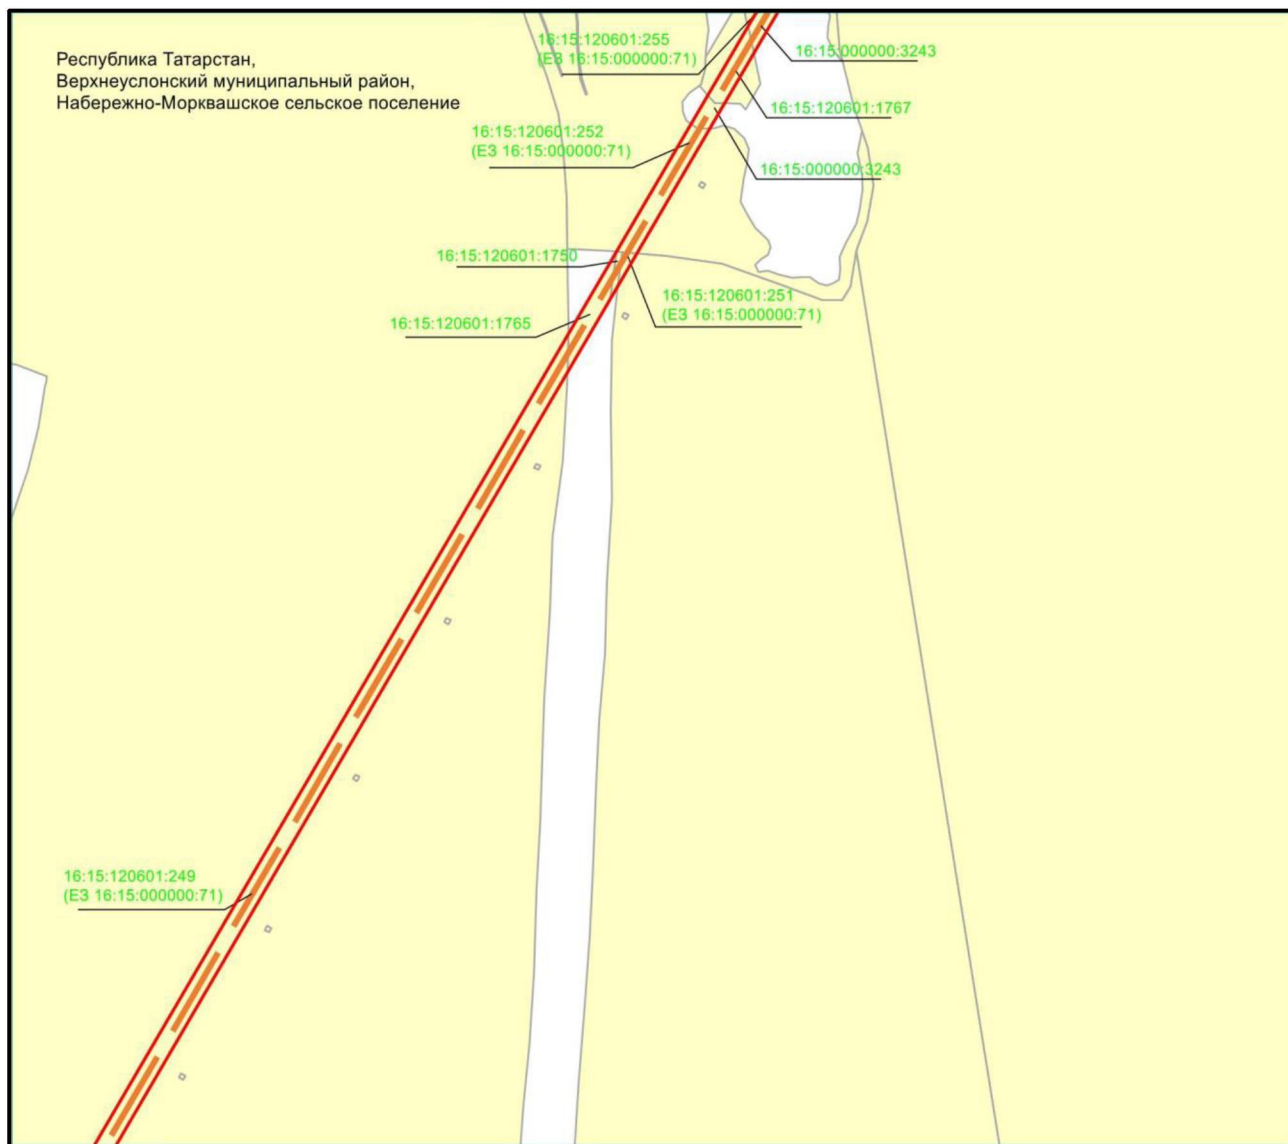 Республика Татарстан,
Верхнеуслонский муниципальный район,
Набережно-Морквашское сельское поселение
16:15:120601:255
(ЕЗ 16:15:000000:71)
16:15:000000:3243
16:15:120601:1767
16:15:120601:252
(ЕЗ 16:15:000000:71)
16:15:000000:3243
16:15:120601:1750
16:15:120601:251
(ЕЗ 16:15:000000:71)
16:15:120601:1765
16:15:120601:249
(ЕЗ 16:15:000000:71)